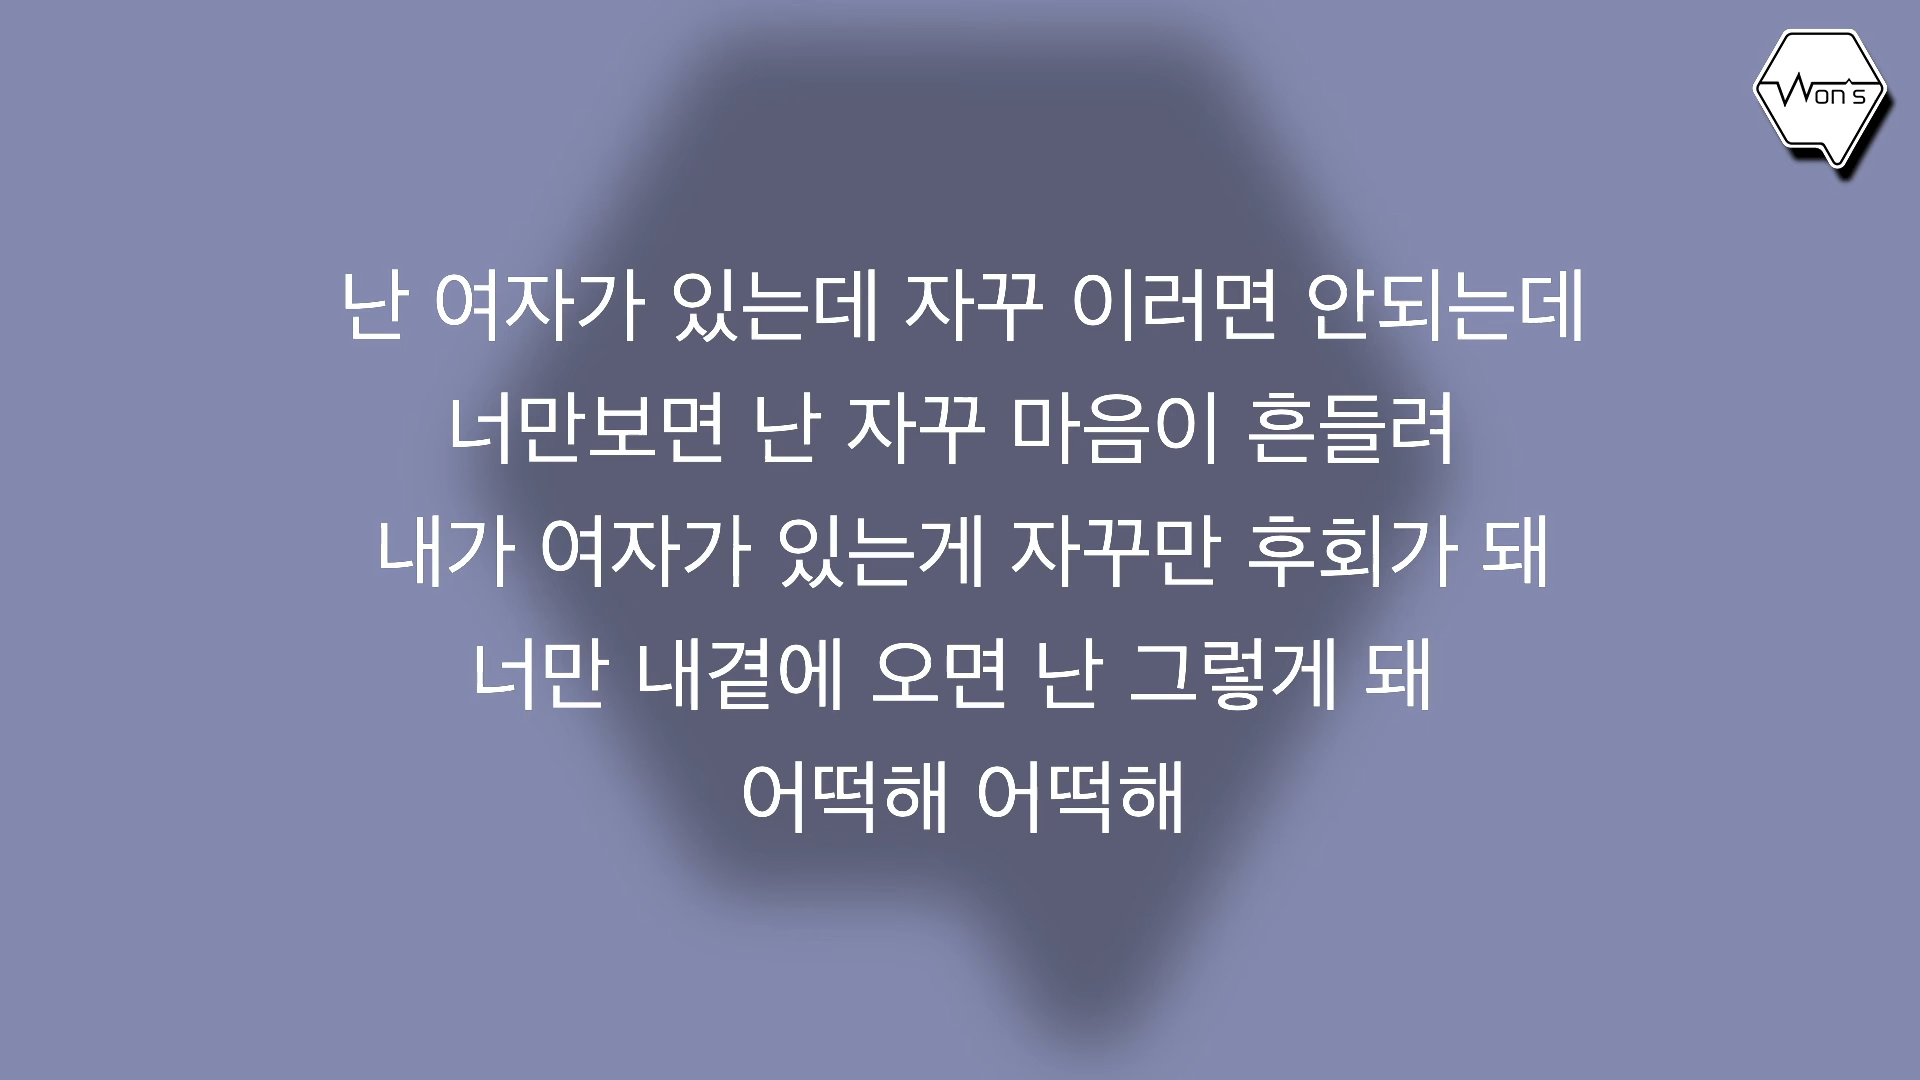 Won's
난 여자가 있는데 자꾸 이러면 안되는데
너만보면 난 자꾸 마음이 흔들려
내가 여자가 있는게 자꾸만 후회가 돼
너만 내곁에 오면 난 그렇게 돼
어떡해 어떡해